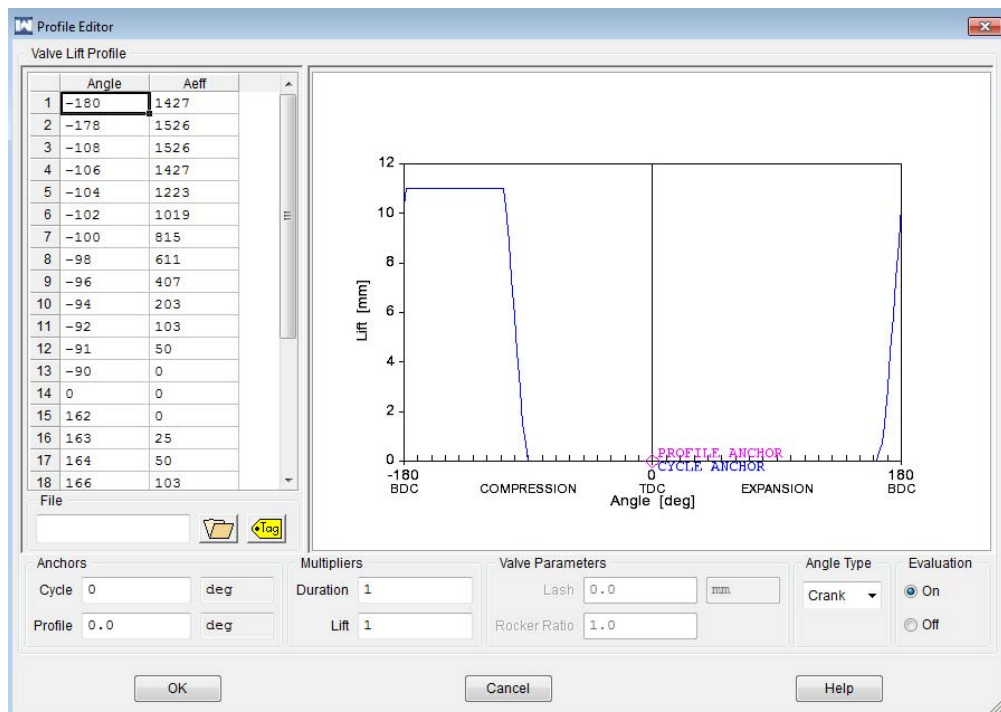 Profile Editor
Valve Lift Profile
Angle Aeff
1 -180 1427
2 -178 1526
3 -108 1526
4 -106 1427
5 -104 1223
6 -102 1019
7 -100 815
8 -98 611
9 -96 407
10 -94 203
11 -92 103
12 -91 50
13 -90 0
14 0 0
15 162 0
16 163 25
17 164 50
18 166 103
File
Tag
12
10
8
6
4
2
0
Lift [mm]
PROFILE ANCHOR
CYCLE ANCHOR
-180 0 180
BDC COMPRESSION TDC EXPANSION BDC
Angle [deg]
Anchors
Cycle 0 deg
Profile 0.0 deg
Multipliers
Duration 1
Lift 1
Valve Parameters
Lash 0.0 mm
Rocker Ratio 1.0
Angle Type
Crank
Evaluation
On
Off
OK Cancel Help